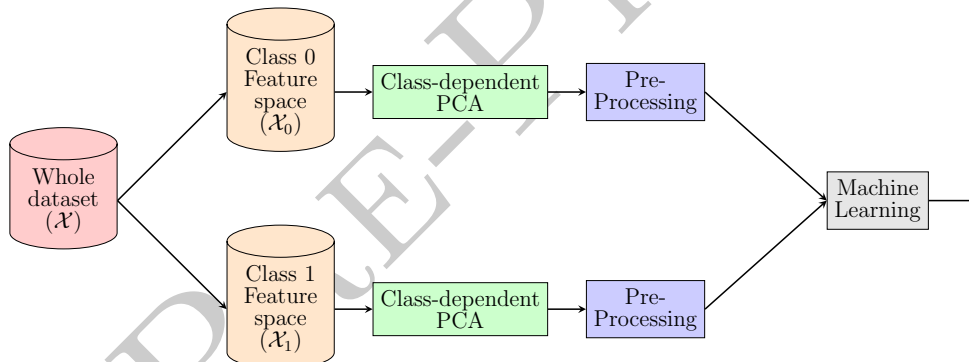 Whole
dataset
(𝒳)
Class 0
Feature
space
(𝒳₀)
Class-dependent
PCA
Pre-
Processing
Class 1
Feature
space
(𝒳₁)
Class-dependent
PCA
Pre-
Processing
Machine
Learning
PRE-P